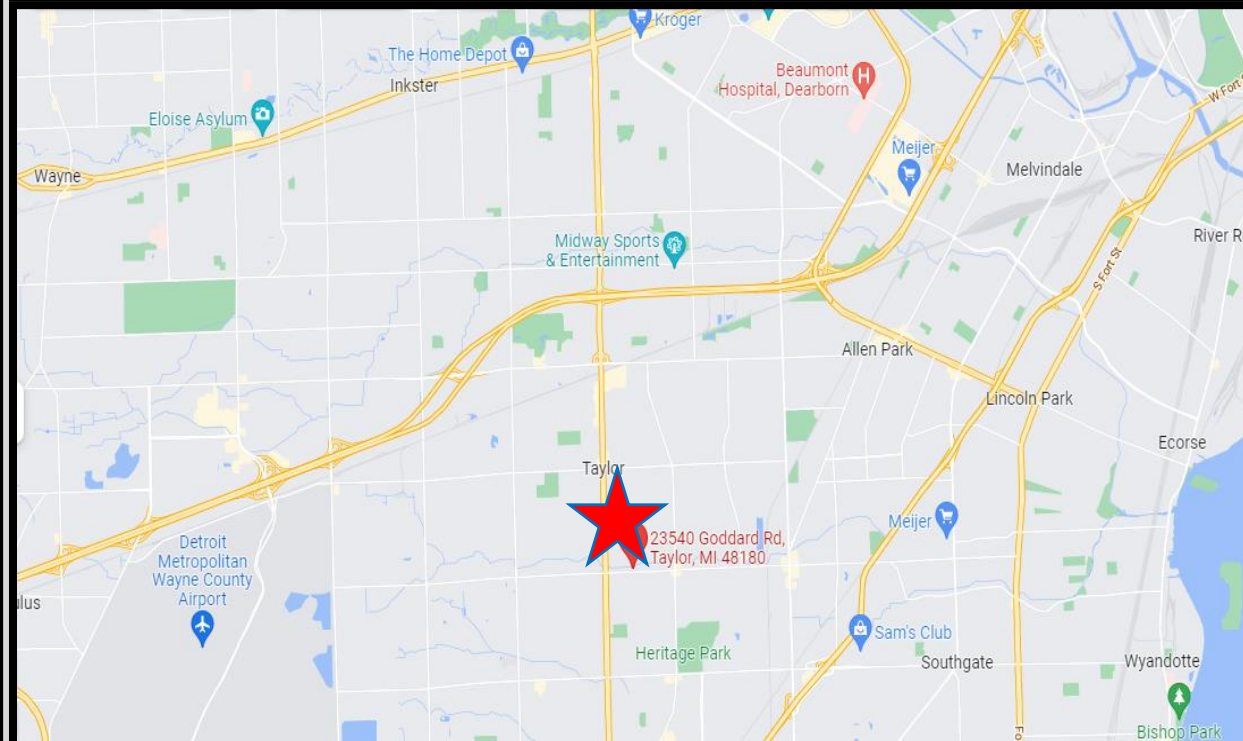 Kroger
The Home Depot
Inkster
Beaumont
Hospital, Dearborn
Eloise Asylum
W Fort
Meijer
Wayne
Melvindale
Midway Sports
& Entertainment
River R
S Fort St
Allen Park
Lincoln Park
Ecorse
Taylor
Meijer
23540 Goddard Rd,
Taylor, MI 48180
Detroit
Metropolitan
Wayne County
Airport
ulus
Sam's Club
Heritage Park
Southgate
Wyandotte
Fo
Bishop Park